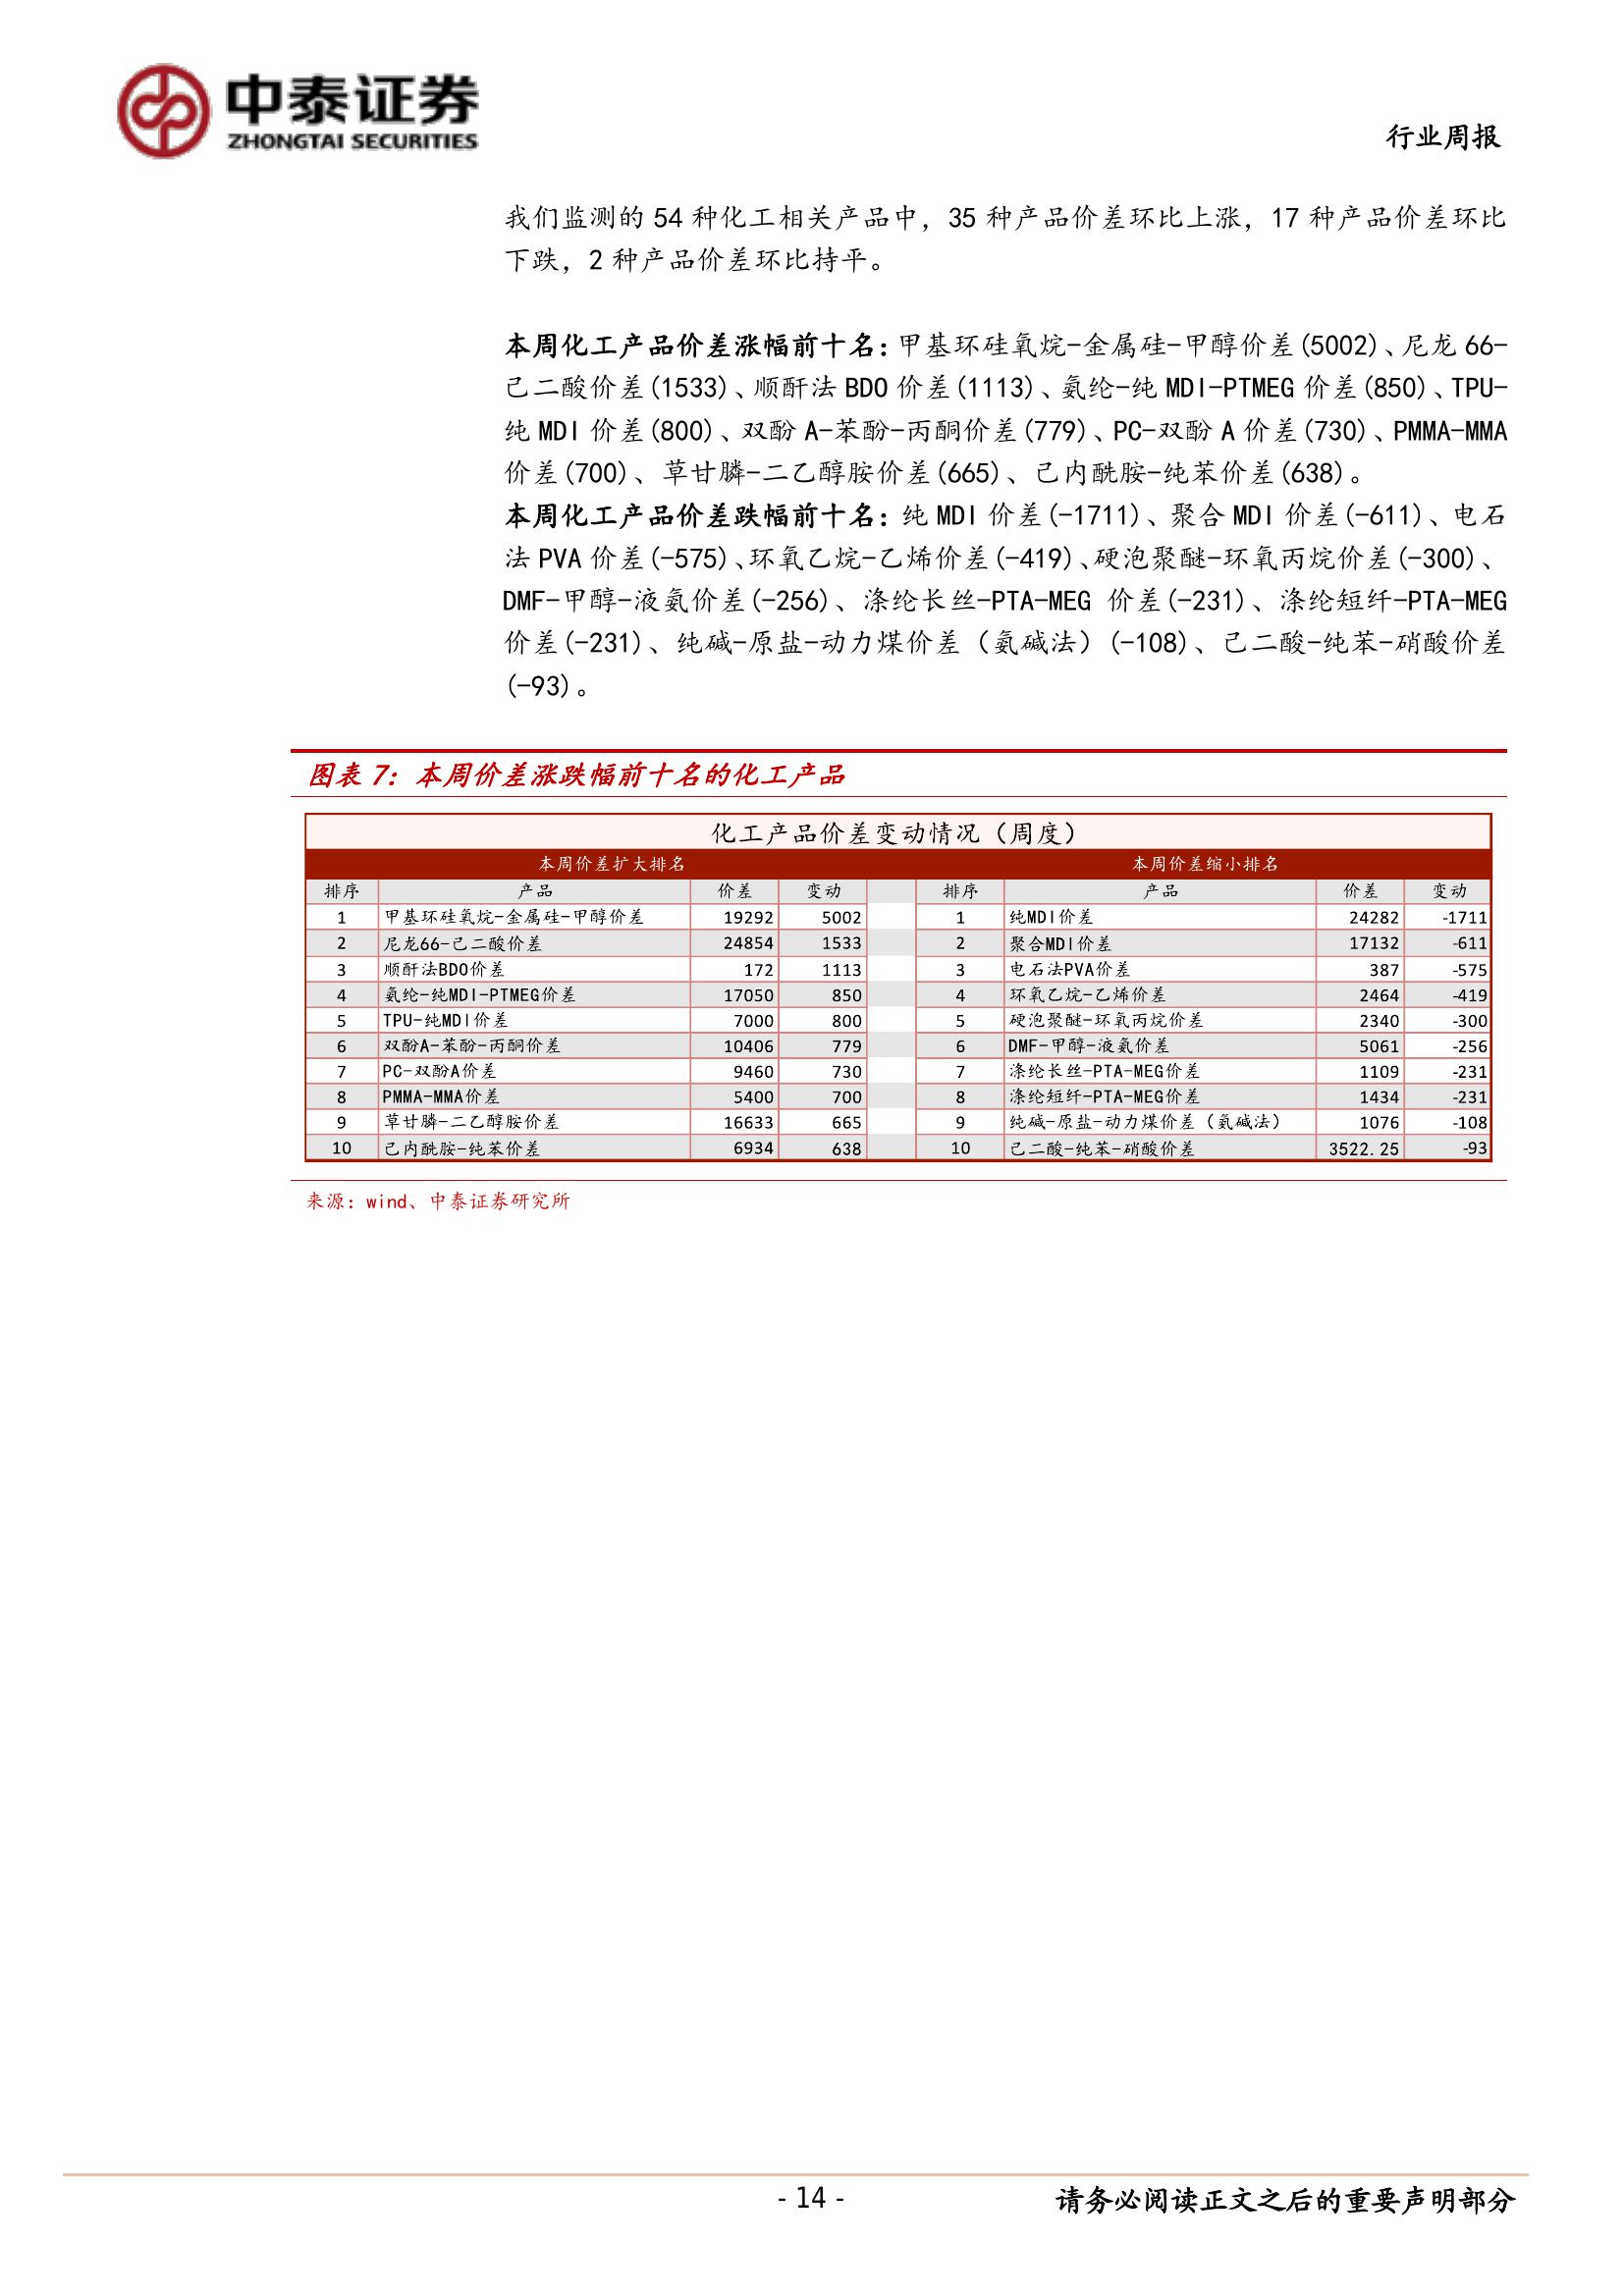 中泰证券
ZHONGTAI SECURITIES
行业周报
我们监测的 54 种化工相关产品中，35 种产品价差环比上涨，17 种产品价差环比
下跌，2 种产品价差环比持平。
本周化工产品价差涨幅前十名：甲基环硅氧烷-金属硅-甲醇价差(5002)、尼龙 66-
己二酸价差(1533)、顺酐法 BDO 价差(1113)、氨纶-纯 MDI-PTMEG 价差(850)、TPU-
纯 MDI 价差(800)、双酚 A-苯酚-丙酮价差(779)、PC-双酚 A 价差(730)、PMMA-MMA
价差(700)、草甘膦-二乙醇胺价差(665)、己内酰胺-纯苯价差(638)。
本周化工产品价差跌幅前十名：纯 MDI 价差(-1711)、聚合 MDI 价差(-611)、电石
法 PVA 价差(-575)、环氧乙烷-乙烯价差(-419)、硬泡聚醚-环氧丙烷价差(-300)、
DMF-甲醇-液氨价差(-256)、涤纶长丝-PTA-MEG 价差(-231)、涤纶短纤-PTA-MEG
价差(-231)、纯碱-原盐-动力煤价差（氨碱法）(-108)、己二酸-纯苯-硝酸价差
(-93)。
图表 7：本周价差涨跌幅前十名的化工产品
化工产品价差变动情况（周度）
本周价差扩大排名 本周价差缩小排名
排序 产品 价差 变动 排序 产品 价差 变动
1 甲基环硅氧烷-金属硅-甲醇价差 19292 5002 1 纯MDI价差 24282 -1711
2 尼龙66-己二酸价差 24854 1533 2 聚合MDI价差 17132 -611
3 顺酐法BDO价差 172 1113 3 电石法PVA价差 387 -575
4 氨纶-纯MDI-PTMEG价差 17050 850 4 环氧乙烷-乙烯价差 2464 -419
5 TPU-纯MDI价差 7000 800 5 硬泡聚醚-环氧丙烷价差 2340 -300
6 双酚A-苯酚-丙酮价差 10406 779 6 DMF-甲醇-液氨价差 5061 -256
7 PC-双酚A价差 9460 730 7 涤纶长丝-PTA-MEG价差 1109 -231
8 PMMA-MMA价差 5400 700 8 涤纶短纤-PTA-MEG价差 1434 -231
9 草甘膦-二乙醇胺价差 16633 665 9 纯碱-原盐-动力煤价差（氨碱法） 1076 -108
10 己内酰胺-纯苯价差 6934 638 10 己二酸-纯苯-硝酸价差 3522.25 -93
来源：wind、中泰证券研究所
- 14 -
请务必阅读正文之后的重要声明部分